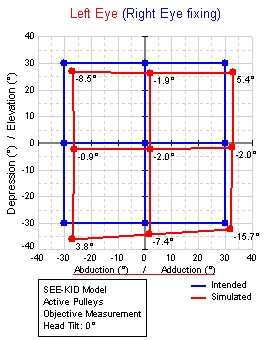 Left Eye (Right Eye fixing)
Depression (°) / Elevation (°)
40
30
20
10
0
-10
-20
-30
-40
-8.5° -1.9° 5.4°
-0.9° -2.0° -2.0°
3.8° -7.4° -15.7°
-40 -30 -20 -10 0 10 20 30 40
Abduction (°) / Adduction (°)
SEE-KID Model
Active Pulleys
Objective Measurement
Head Tilt: 0°
Intended
Simulated